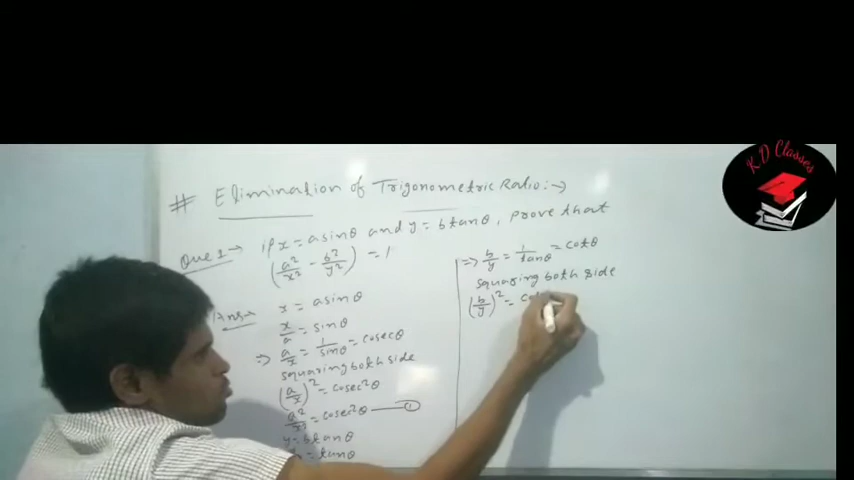 K D Classes
# Elimination of Trigonometric Ratio:->
Que 1-> if x = a sinθ and y = b tanθ, prove that
(a²/x² - b²/y²) = 1
Ans->
x = a sinθ
x/a = sinθ
=> a/x = 1/sinθ = cosecθ
squaring both side
(a/x)² = cosec²θ
a²/x² = cosec²θ —— ①
y = b tanθ
= tanθ
=> b/y = 1/tanθ = cotθ
squaring both side
(b/y)² =